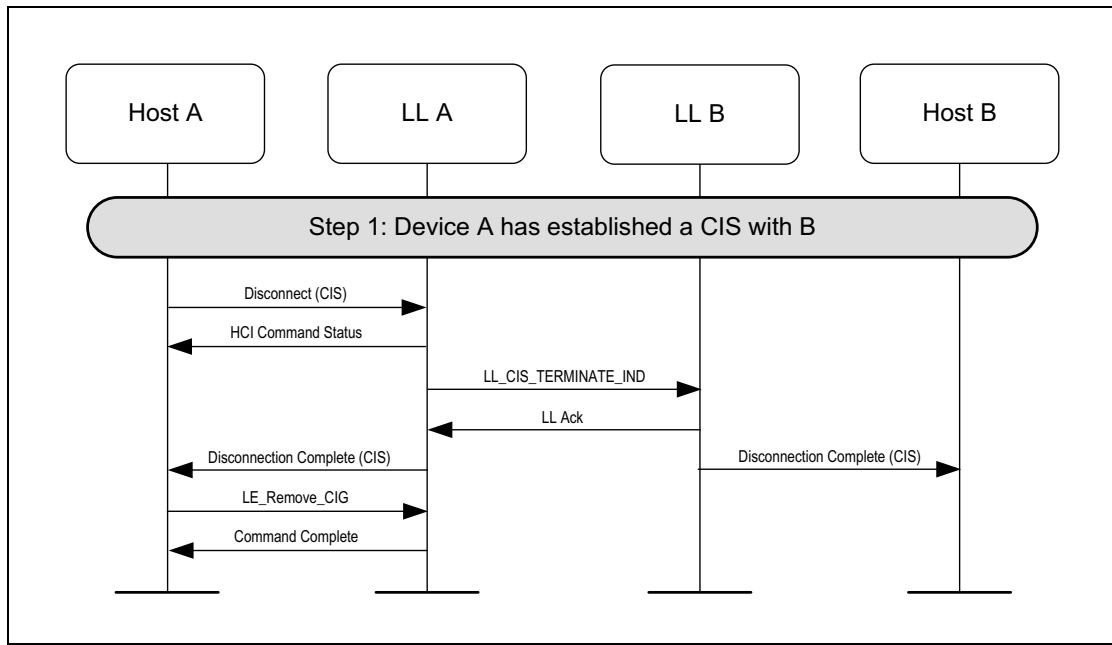 Host A
LL A
LL B
Host B
Step 1: Device A has established a CIS with B
Disconnect (CIS)
HCI Command Status
LL_CIS_TERMINATE_IND
LL Ack
Disconnection Complete (CIS)
Disconnection Complete (CIS)
LE_Remove_CIG
Command Complete